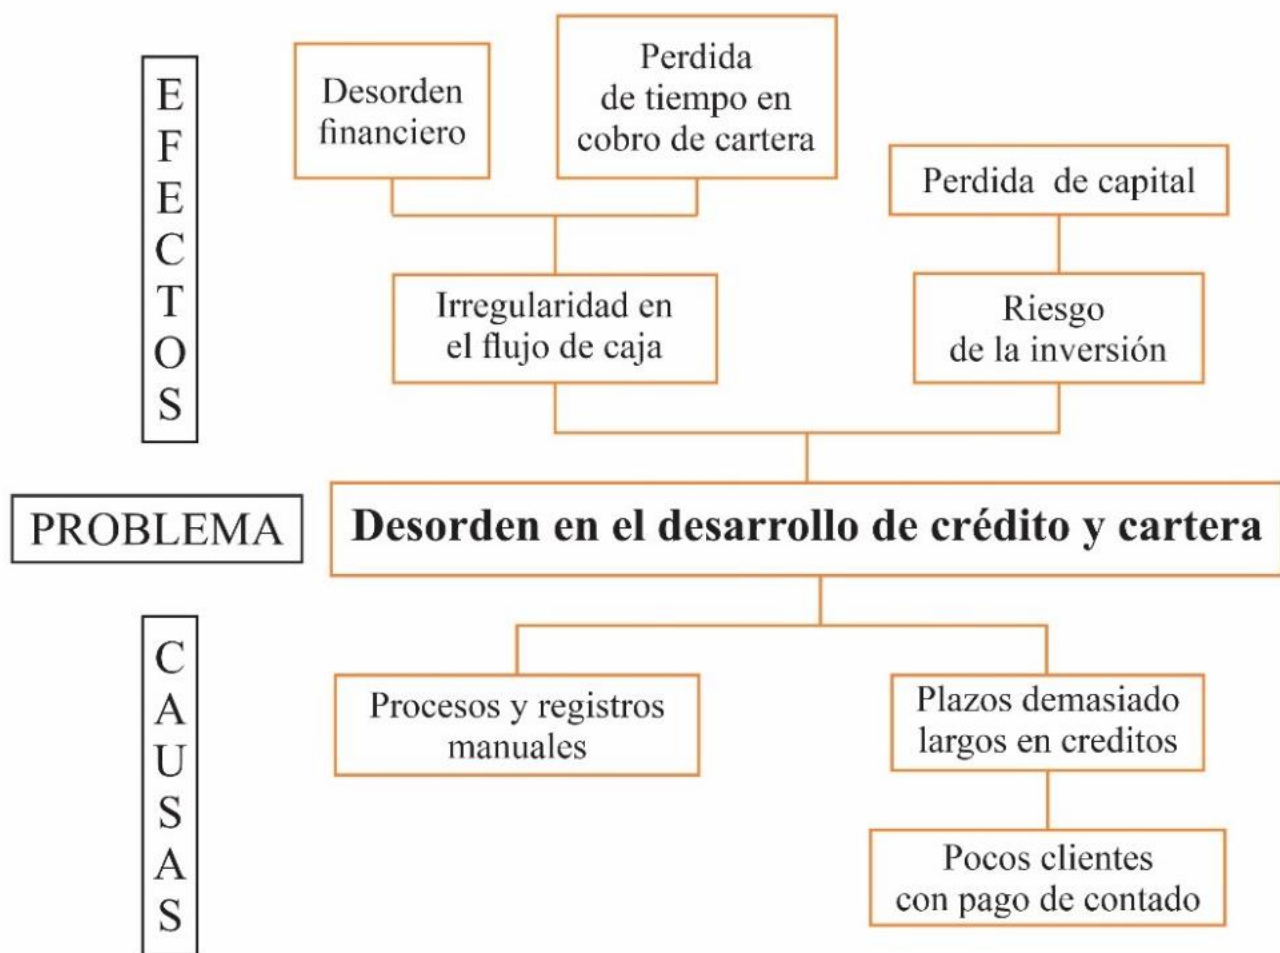 EFECTOS
Desorden
financiero
Perdida
de tiempo en
cobro de cartera
Perdida de capital
Irregularidad en
el flujo de caja
Riesgo
de la inversión
PROBLEMA
Desorden en el desarrollo de crédito y cartera
CAUSAS
Procesos y registros
manuales
Plazos demasiado
largos en creditos
Pocos clientes
con pago de contado